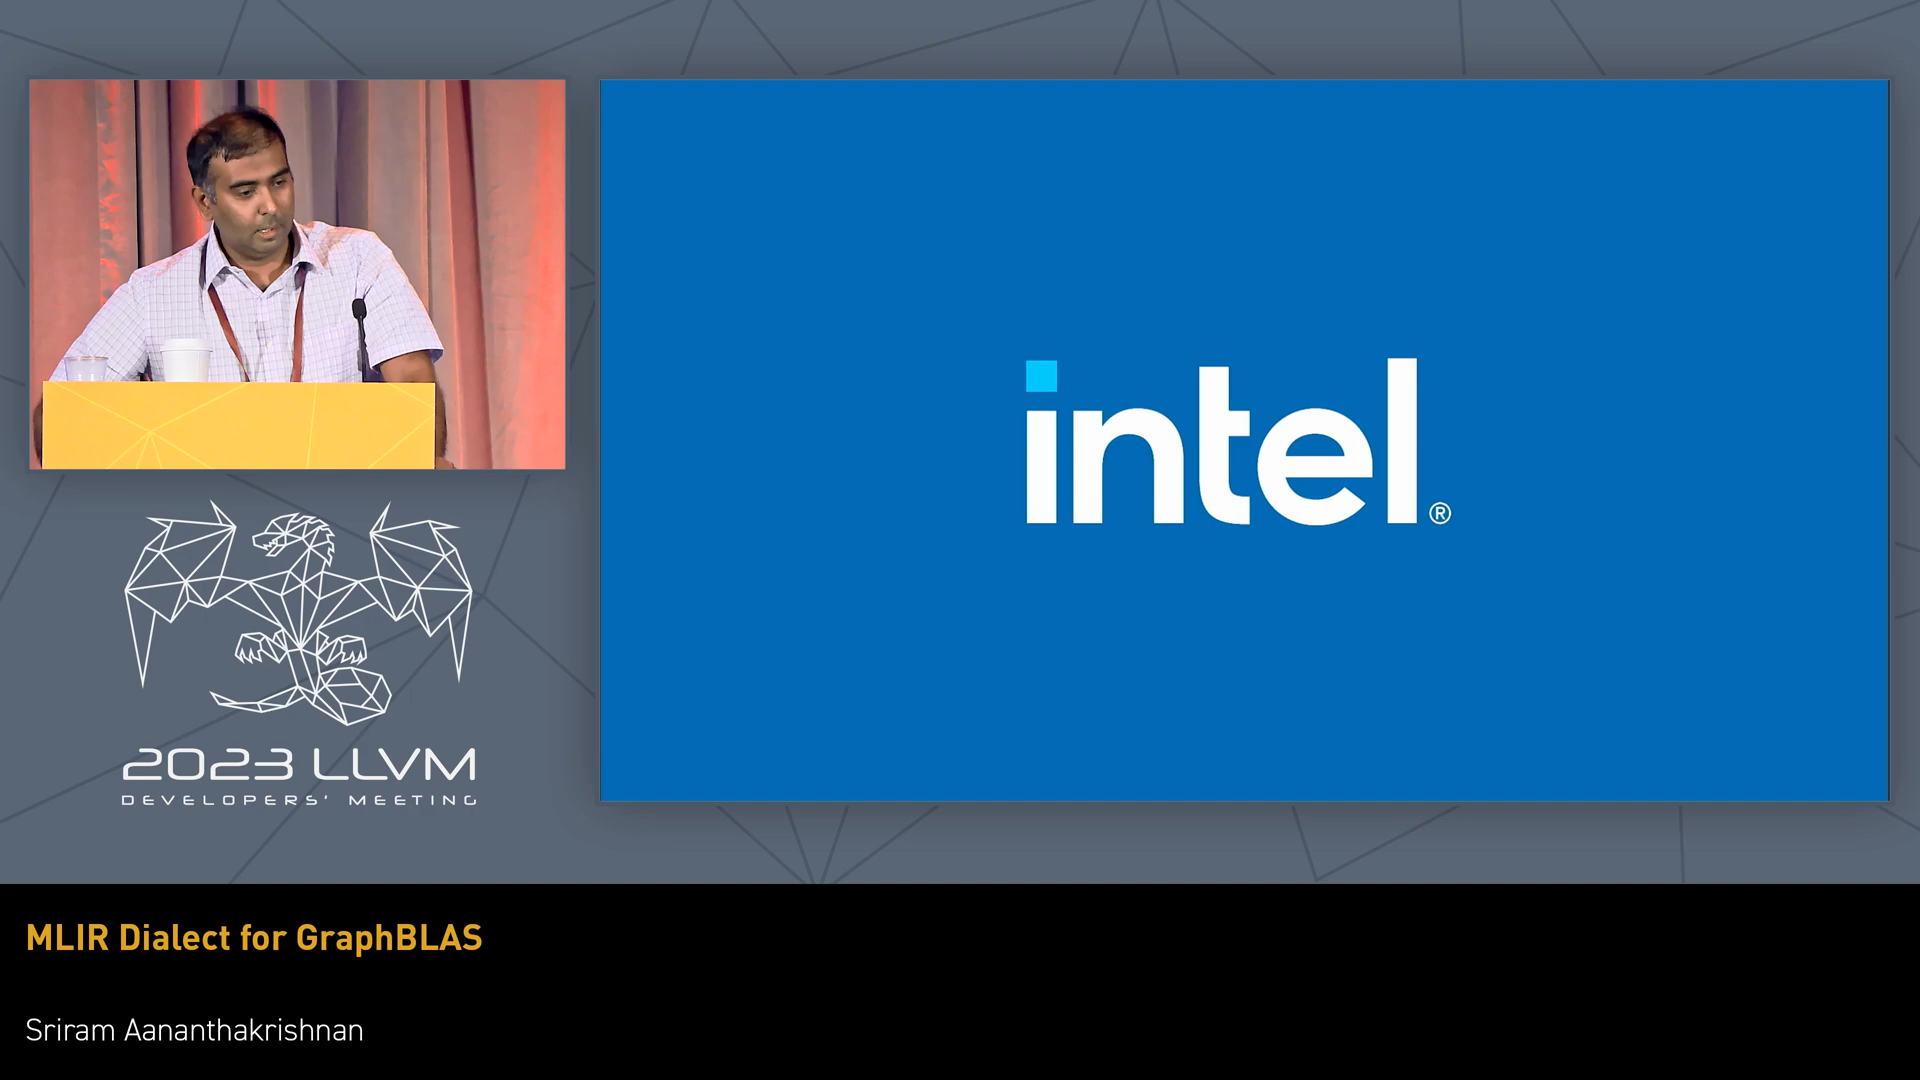 intel®
2023 LLVM
DEVELOPERS' MEETING
MLIR Dialect for GraphBLAS
Sriram Aananthakrishnan